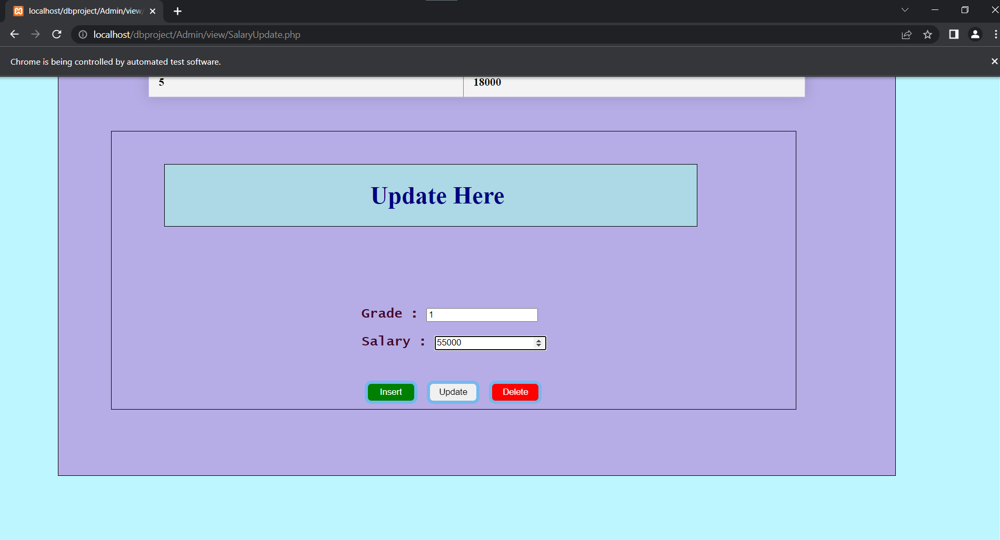 localhost/dbproject/Admin/view/
localhost/dbproject/Admin/view/SalaryUpdate.php
Chrome is being controlled by automated test software.
5 18000
Update Here
Grade : 1
Salary : 55000
Insert Update Delete